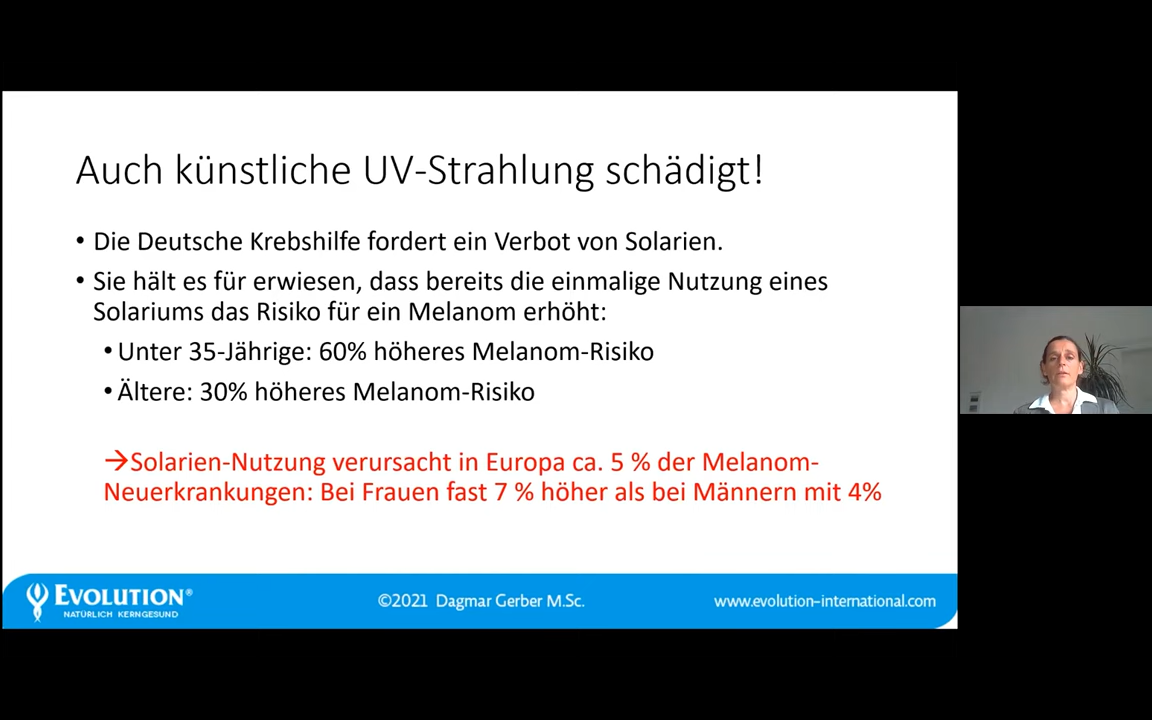 Auch künstliche UV-Strahlung schädigt!
• Die Deutsche Krebshilfe fordert ein Verbot von Solarien.
• Sie hält es für erwiesen, dass bereits die einmalige Nutzung eines
Solariums das Risiko für ein Melanom erhöht:
• Unter 35-Jährige: 60% höheres Melanom-Risiko
• Ältere: 30% höheres Melanom-Risiko
→Solarien-Nutzung verursacht in Europa ca. 5 % der Melanom-
Neuerkrankungen: Bei Frauen fast 7 % höher als bei Männern mit 4%
EVOLUTION®
NATÜRLICH KERNGESUND
©2021 Dagmar Gerber M.Sc.
www.evolution-international.com